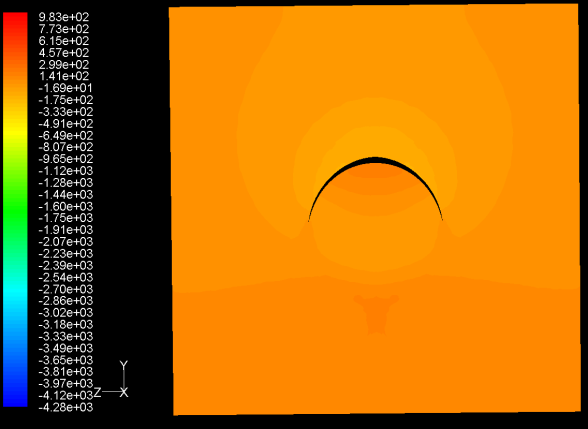 9.83e+02
7.73e+02
6.15e+02
4.57e+02
2.99e+02
1.41e+02
-1.69e+01
-1.75e+02
-3.33e+02
-4.91e+02
-6.49e+02
-8.07e+02
-9.65e+02
-1.12e+03
-1.28e+03
-1.44e+03
-1.60e+03
-1.75e+03
-1.91e+03
-2.07e+03
-2.23e+03
-2.39e+03
-2.54e+03
-2.70e+03
-2.86e+03
-3.02e+03
-3.18e+03
-3.33e+03
-3.49e+03
-3.65e+03
-3.81e+03
-3.97e+03
-4.12e+03
-4.28e+03
Y
Z X